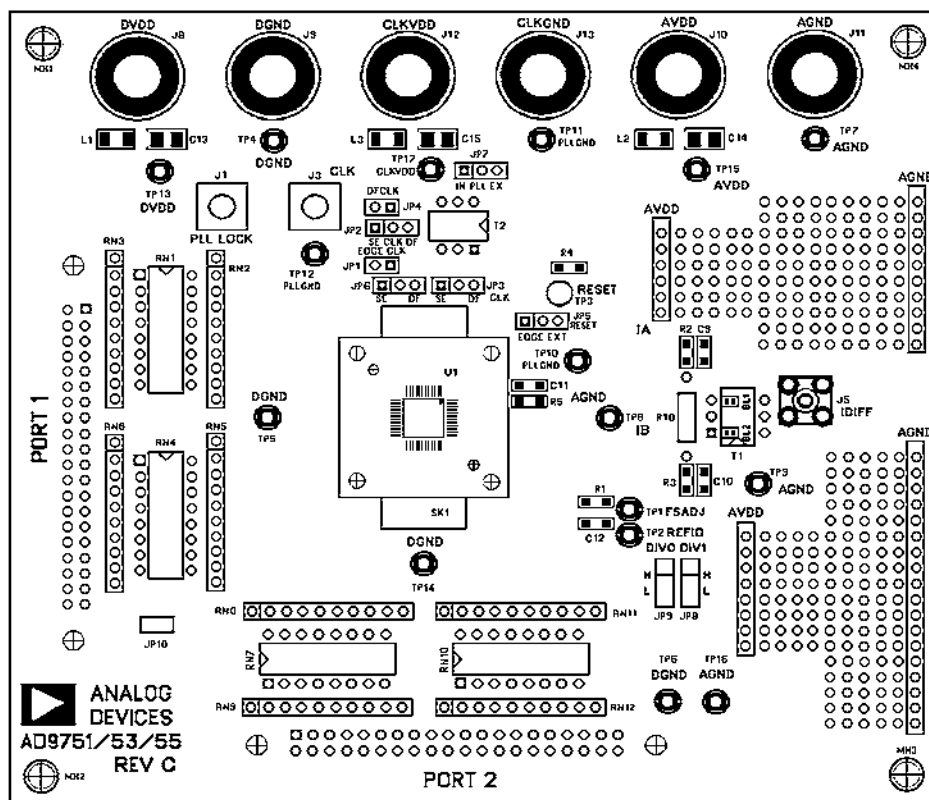 DVDD
DGND
CLKVDD
CLKGND
AVDD
AGND
J8
J9
J12
J13
J10
J11
L1
C13
TP4
DGND
L3
C15
TP11
PLLGND
L2
C14
TP7
AGND
TP13
DVDD
TP17
CLKVDD
JP7
IN PLL EX
TP15
AVDD
AGND
J1
J3
CLK
PLL LOCK
DFCLK
JP4
T2
AVDD
JP2
SE CLK DF
EDGE CLK
RN3
RN1
RN2
TP12
PLLGND
JP1
R4
JP6
SE
DF
SE
DF
JP3
CLK
RESET
TP3
JP5
RESET
EDGE EXT
IA
R2
C9
U1
TP10
PLLGND
C11
R5
AGND
TP8
IB
R10
SL1
SL2
T1
J5
IDIFF
PORT 1
DGND
TP5
RN6
RN4
RN5
AGND
R3
C10
TP9
AGND
R1
TP1
FSADJ
C12
TP2
REFIO
SK1
DIV0
DIV1
AVDD
DGND
TP14
H
L
H
L
JP9
JP8
RN8
RN11
JP10
RN7
RN10
TP6
DGND
TP16
AGND
ANALOG
DEVICES
RN9
RN12
AD9751/53/55
REV C
MH2
MH3
PORT 2